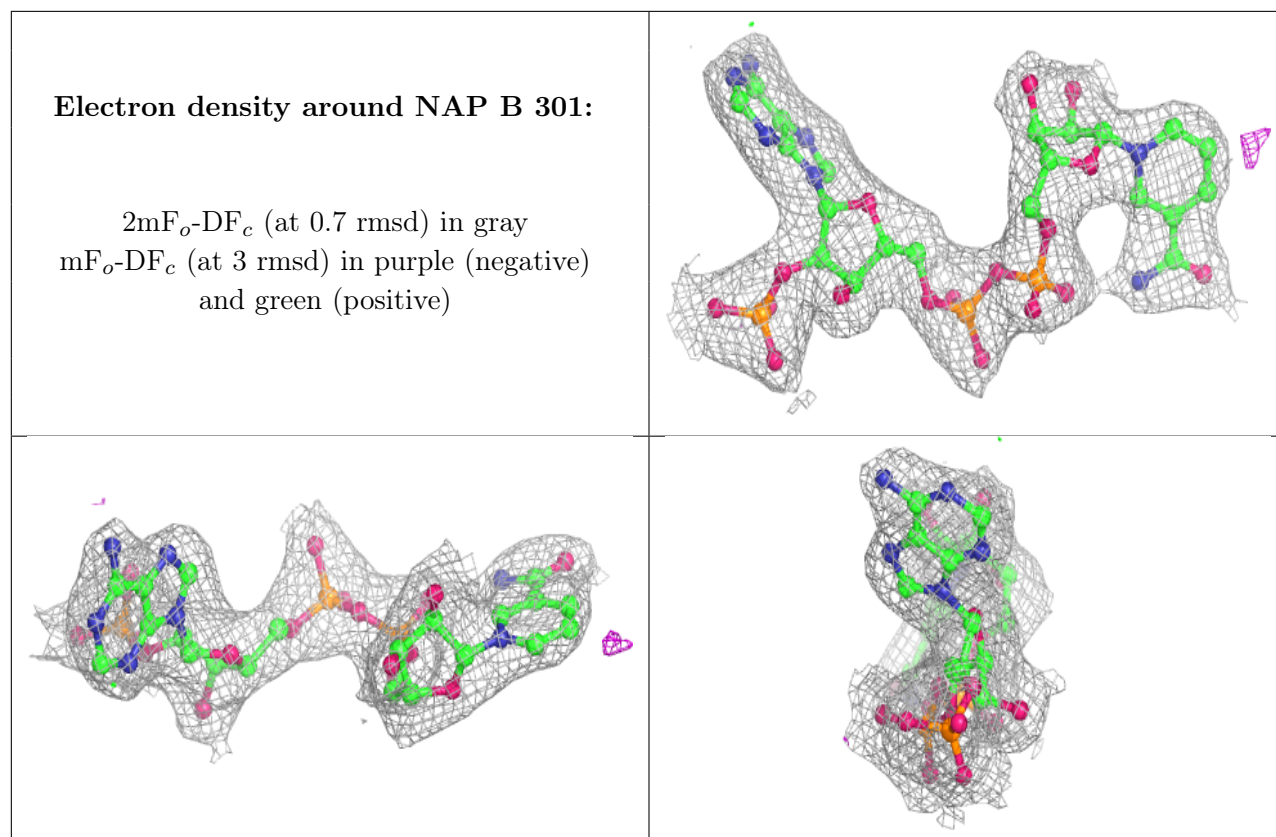 Electron density around NAP B 301:
2mFₒ-DF𝒸 (at 0.7 rmsd) in gray
mFₒ-DF𝒸 (at 3 rmsd) in purple (negative)
and green (positive)